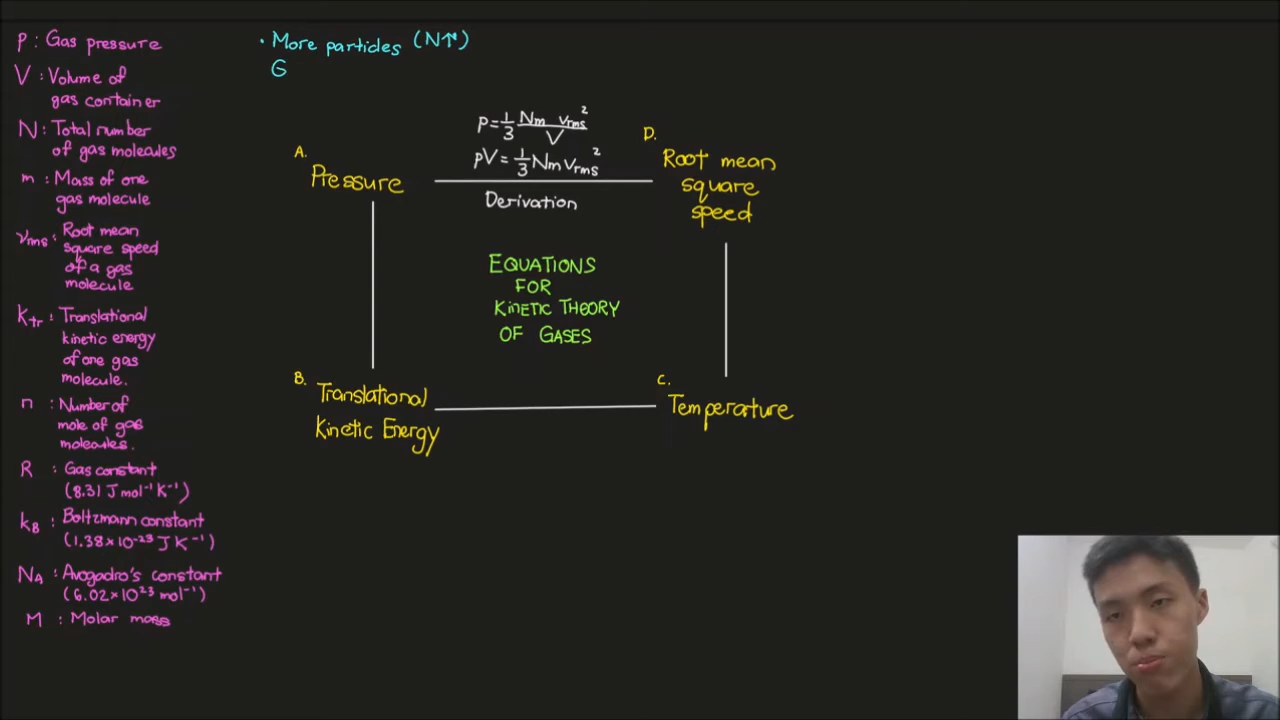 p : Gas pressure
V : Volume of
gas container
N : Total number
of gas molecules
m : Mass of one
gas molecule
vrms : Root mean
square speed
of a gas
molecule
Ktr : Translational
kinetic energy
of one gas
molecule.
n : Number of
mole of gas
molecules.
R : Gas constant
(8.31 J mol⁻¹ K⁻¹)
kB : Boltzmann constant
(1.38×10⁻²³ J K⁻¹)
NA : Avogadro's constant
(6.02×10²³ mol⁻¹)
M : Molar mass
• More particles (N↑)
G
p = 1/3 Nm vrms²/V
pV = 1/3 Nm vrms²
Derivation
A.
Pressure
D.
Root mean
square
speed
EQUATIONS
FOR
KINETIC THEORY
OF GASES
B.
Translational
Kinetic Energy
C.
Temperature